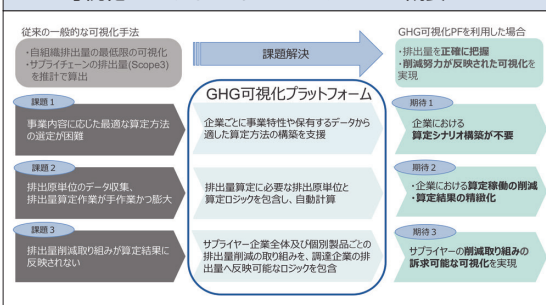 従来の一般的な可視化手法
・自組織排出量の最低限の可視化
・サプライチェーンの排出量(Scope3)
を推計で算出
課題解決
GHG可視化PFを利用した場合
・排出量を正確に把握
・削減努力が反映された可視化を
実現
GHG可視化プラットフォーム
課題1
事業内容に応じた最適な算定方法
の選定が困難
企業ごとに事業特性や保有するデータから
適した算定方法の構築を支援
期待1
企業における
算定シナリオ構築が不要
課題2
排出原単位のデータ収集、
排出量算定作業が手作業かつ膨大
排出量算定に必要な排出原単位と
算定ロジックを包含し、自動計算
期待2
・企業における算定稼働の削減
・算定結果の精緻化
課題3
排出量削減取り組みが算定結果に
反映されない
サプライヤー企業全体及び個別製品ごとの
排出量削減の取り組みを、調達企業の排
出量へ反映可能なロジックを包含
期待3
サプライヤーの削減取り組みの
訴求可能な可視化を実現